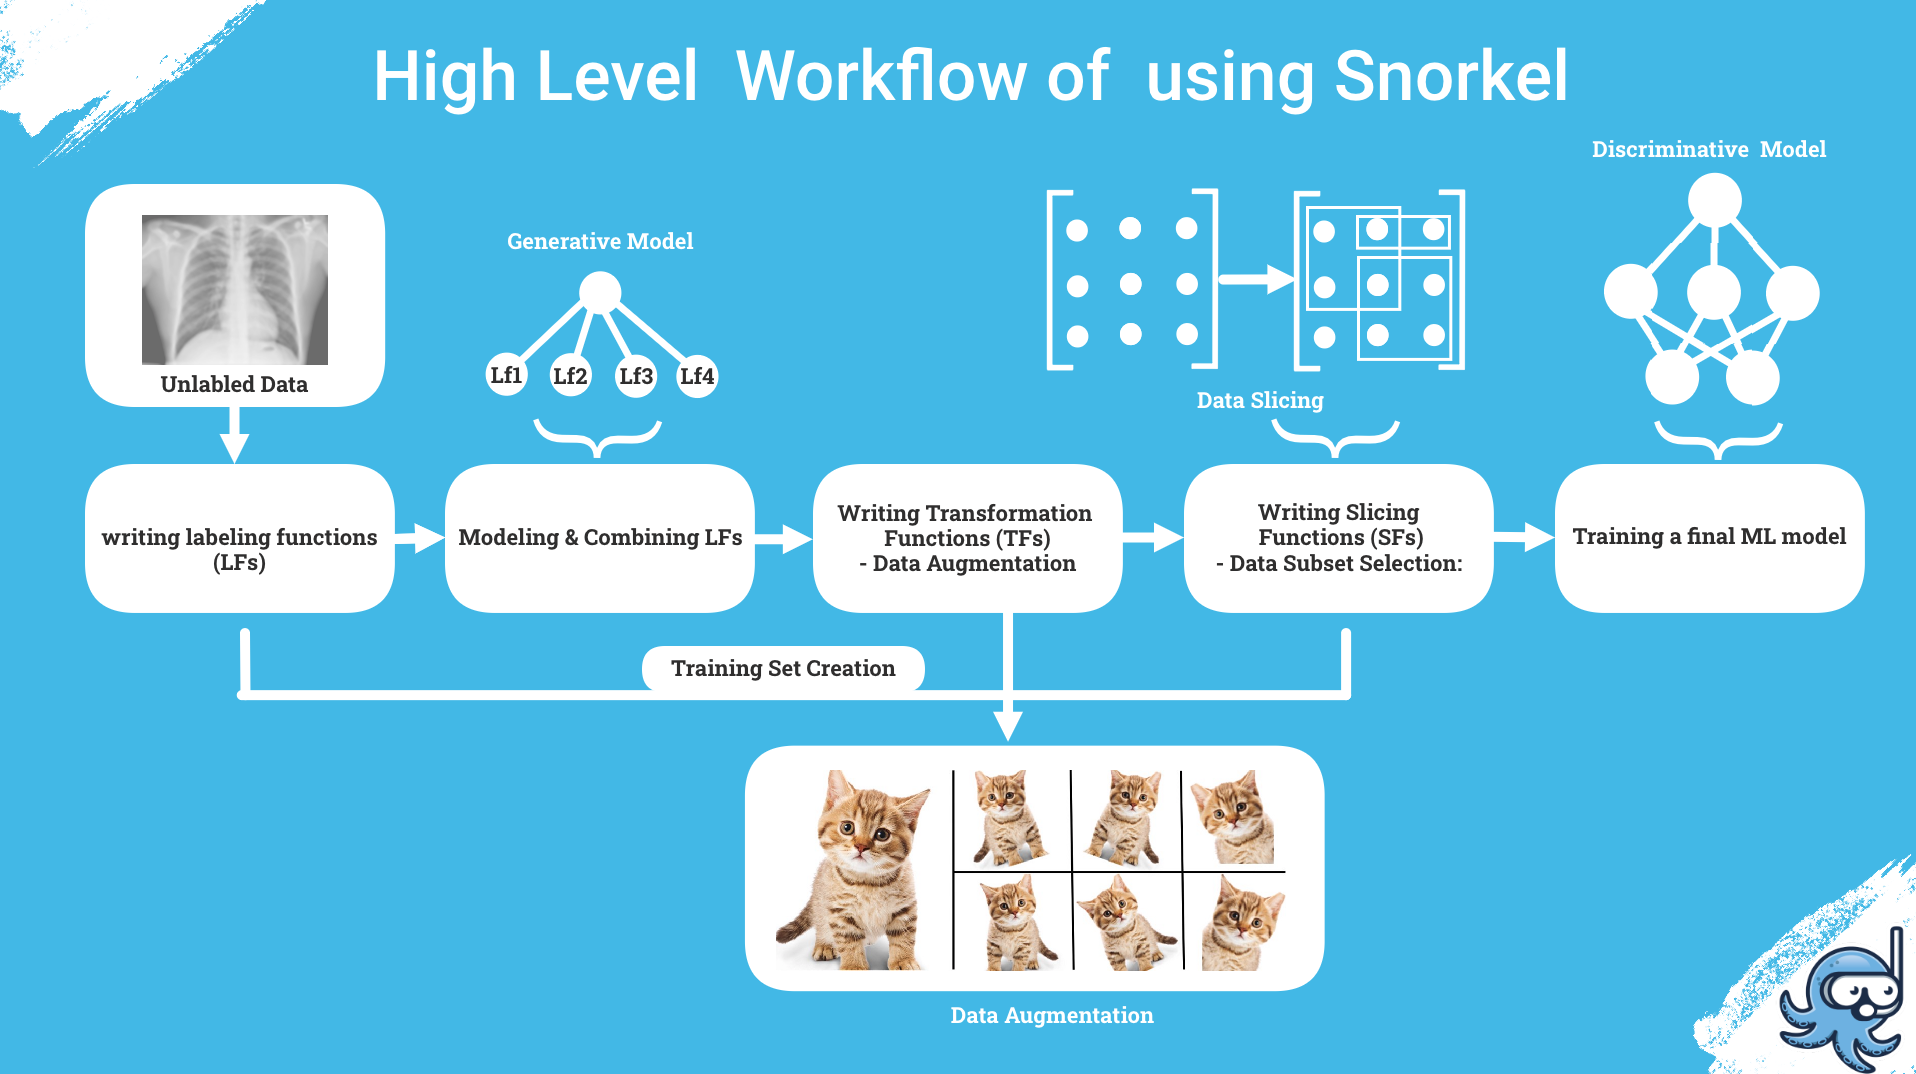 High Level Workflow of using Snorkel
Discriminative Model
Generative Model
Lf1 Lf2 Lf3 Lf4
Unlabled Data
Data Slicing
writing labeling functions
(LFs)
Modeling & Combining LFs
Writing Transformation
Functions (TFs)
- Data Augmentation
Writing Slicing
Functions (SFs)
- Data Subset Selection:
Training a final ML model
Training Set Creation
Data Augmentation